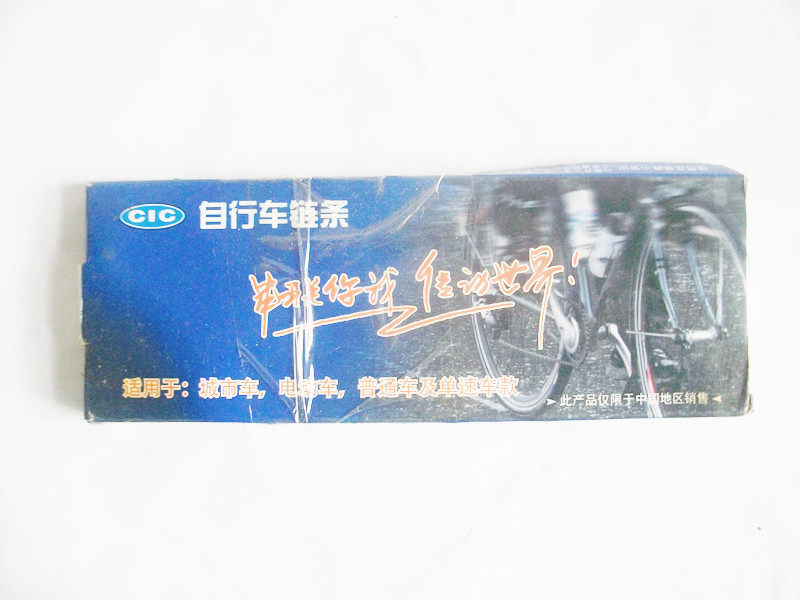 CIC 自行车链条
串联你我 传动世界!
适用于：城市车，电动车，普通车及单速车款
➤ 此产品仅限于中国地区销售 ◄